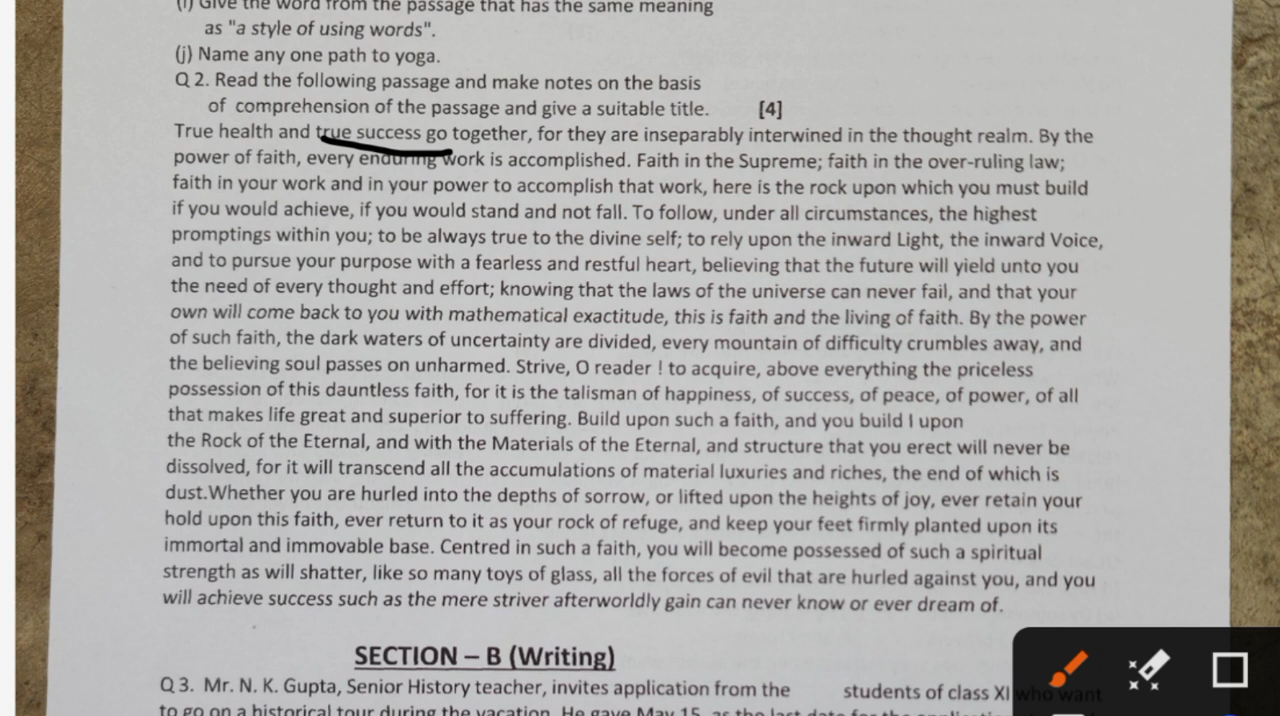 (i) Give the word from the passage that has the same meaning
as "a style of using words".
(j) Name any one path to yoga.
Q 2. Read the following passage and make notes on the basis
of comprehension of the passage and give a suitable title. [4]
True health and true success go together, for they are inseparably interwined in the thought realm. By the
power of faith, every enduring work is accomplished. Faith in the Supreme; faith in the over-ruling law;
faith in your work and in your power to accomplish that work, here is the rock upon which you must build
if you would achieve, if you would stand and not fall. To follow, under all circumstances, the highest
promptings within you; to be always true to the divine self; to rely upon the inward Light, the inward Voice,
and to pursue your purpose with a fearless and restful heart, believing that the future will yield unto you
the need of every thought and effort; knowing that the laws of the universe can never fail, and that your
own will come back to you with mathematical exactitude, this is faith and the living of faith. By the power
of such faith, the dark waters of uncertainty are divided, every mountain of difficulty crumbles away, and
the believing soul passes on unharmed. Strive, O reader ! to acquire, above everything the priceless
possession of this dauntless faith, for it is the talisman of happiness, of success, of peace, of power, of all
that makes life great and superior to suffering. Build upon such a faith, and you build I upon
the Rock of the Eternal, and with the Materials of the Eternal, and structure that you erect will never be
dissolved, for it will transcend all the accumulations of material luxuries and riches, the end of which is
dust.Whether you are hurled into the depths of sorrow, or lifted upon the heights of joy, ever retain your
hold upon this faith, ever return to it as your rock of refuge, and keep your feet firmly planted upon its
immortal and immovable base. Centred in such a faith, you will become possessed of such a spiritual
strength as will shatter, like so many toys of glass, all the forces of evil that are hurled against you, and you
will achieve success such as the mere striver afterworldly gain can never know or ever dream of.
SECTION – B (Writing)
Q 3. Mr. N. K. Gupta, Senior History teacher, invites application from the students of class XI who want
to go on a historical tour during the vacation. He gave May 15, as the last date for the